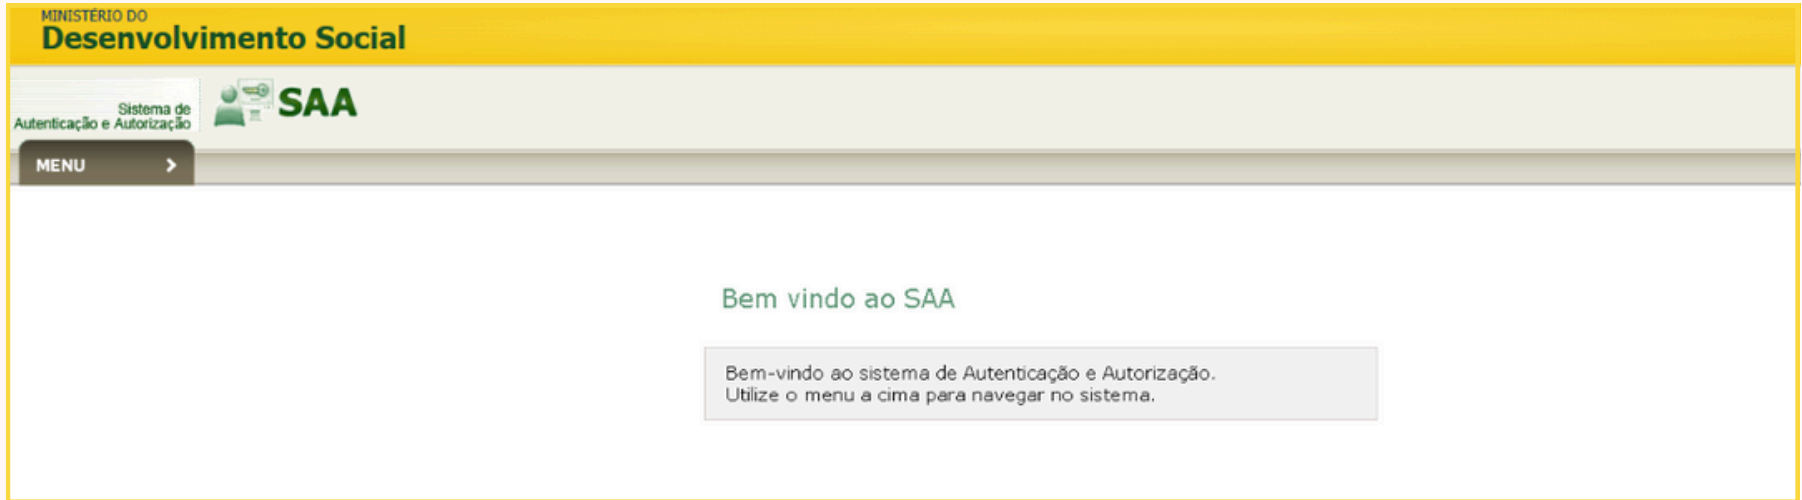 MINISTÉRIO DO
Desenvolvimento Social
Sistema de
Autenticação e Autorização
SAA
MENU
Bem vindo ao SAA
Bem-vindo ao sistema de Autenticação e Autorização.
Utilize o menu a cima para navegar no sistema.